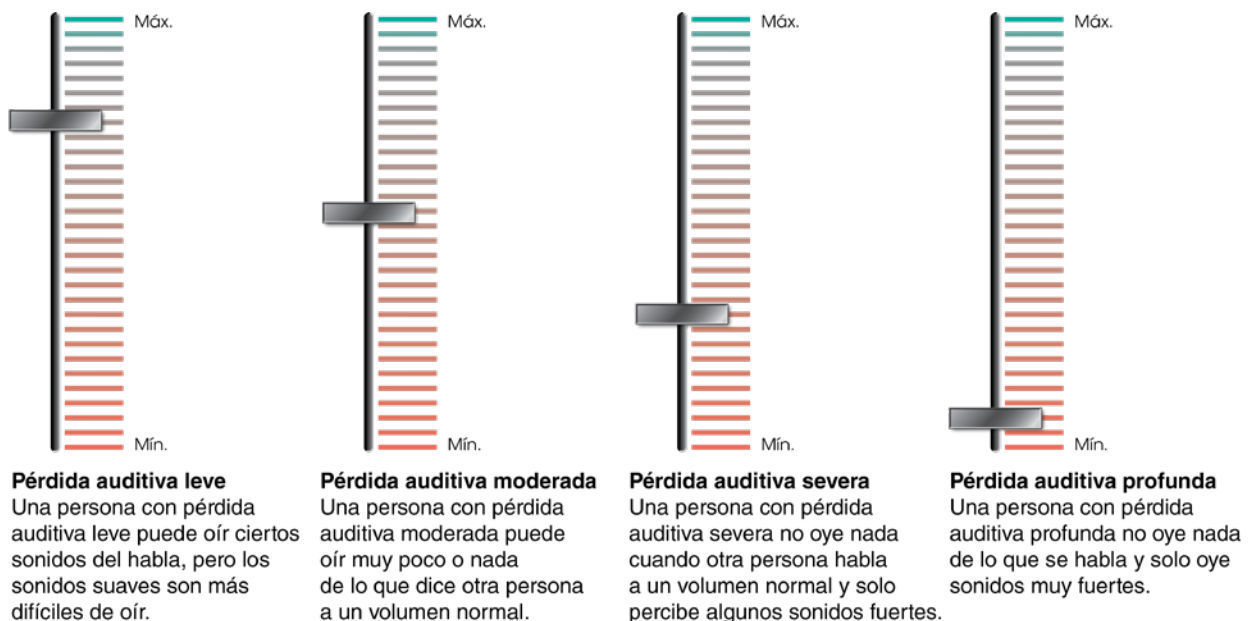 Máx.
Máx.
Máx.
Máx.
Mín.
Mín.
Mín.
Mín.
Pérdida auditiva leve
Una persona con pérdida
auditiva leve puede oír ciertos
sonidos del habla, pero los
sonidos suaves son más
difíciles de oír.
Pérdida auditiva moderada
Una persona con pérdida
auditiva moderada puede
oír muy poco o nada
de lo que dice otra persona
a un volumen normal.
Pérdida auditiva severa
Una persona con pérdida
auditiva severa no oye nada
cuando otra persona habla
a un volumen normal y solo
percibe algunos sonidos fuertes.
Pérdida auditiva profunda
Una persona con pérdida
auditiva profunda no oye nada
de lo que se habla y solo oye
sonidos muy fuertes.